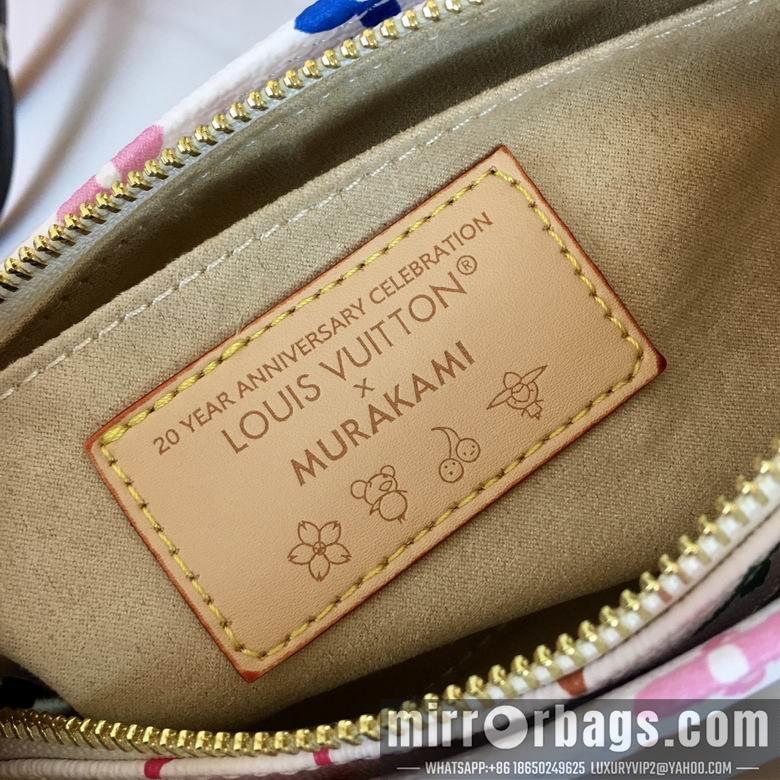 20 YEAR ANNIVERSARY CELEBRATION
LOUIS VUITTON®
×
MURAKAMI
mirrorbags.com
WHATSAPP:+86 18650249625 LUXURYVIP2@YAHOO.COM